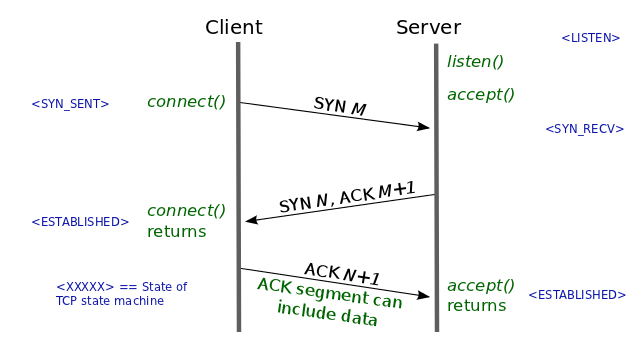 Client
Server
<LISTEN>
listen()
accept()
<SYN_SENT>
connect()
SYN M
<SYN_RECV>
SYN N, ACK M+1
<ESTABLISHED>
connect()
returns
ACK N+1
ACK segment can
include data
<XXXXX> == State of
TCP state machine
accept()
returns
<ESTABLISHED>